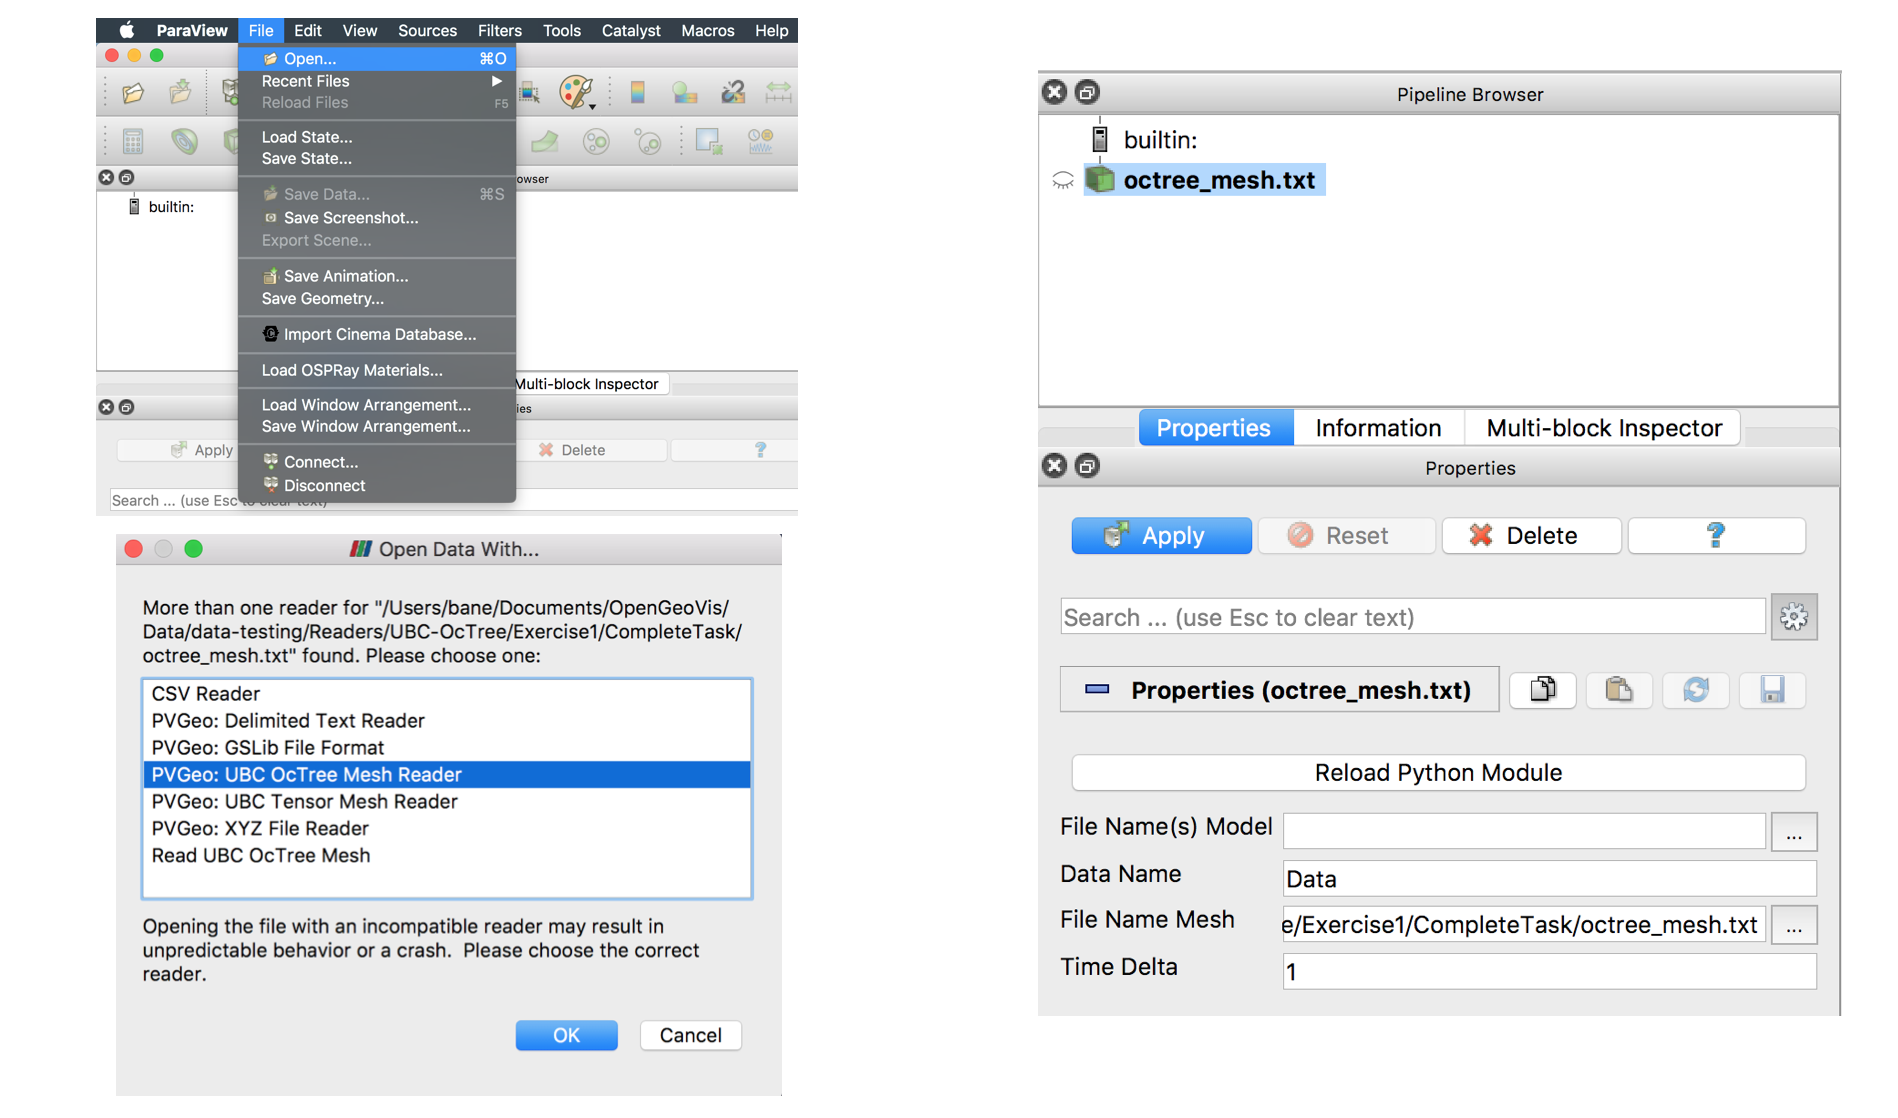 ParaView File Edit View Sources Filters Tools Catalyst Macros Help
Open... ⌘O
Recent Files ▶
Reload Files F5
Load State...
Save State...
Save Data... ⌘S
Save Screenshot...
Export Scene...
Save Animation...
Save Geometry...
Import Cinema Database...
Load OSPRay Materials...
Load Window Arrangement...
Save Window Arrangement...
Connect...
Disconnect
owser
builtin:
Multi-block Inspector
ies
Apply Delete ?
Search ... (use Esc to clear text)
Open Data With...
More than one reader for "/Users/bane/Documents/OpenGeoVis/
Data/data-testing/Readers/UBC-OcTree/Exercise1/CompleteTask/
octree_mesh.txt" found. Please choose one:
CSV Reader
PVGeo: Delimited Text Reader
PVGeo: GSLib File Format
PVGeo: UBC OcTree Mesh Reader
PVGeo: UBC Tensor Mesh Reader
PVGeo: XYZ File Reader
Read UBC OcTree Mesh
Opening the file with an incompatible reader may result in
unpredictable behavior or a crash.  Please choose the correct
reader.
OK Cancel
Pipeline Browser
builtin:
octree_mesh.txt
Properties Information Multi-block Inspector
Properties
Apply Reset Delete ?
Search ... (use Esc to clear text)
Properties (octree_mesh.txt)
Reload Python Module
File Name(s) Model ...
Data Name Data
File Name Mesh e/Exercise1/CompleteTask/octree_mesh.txt ...
Time Delta 1